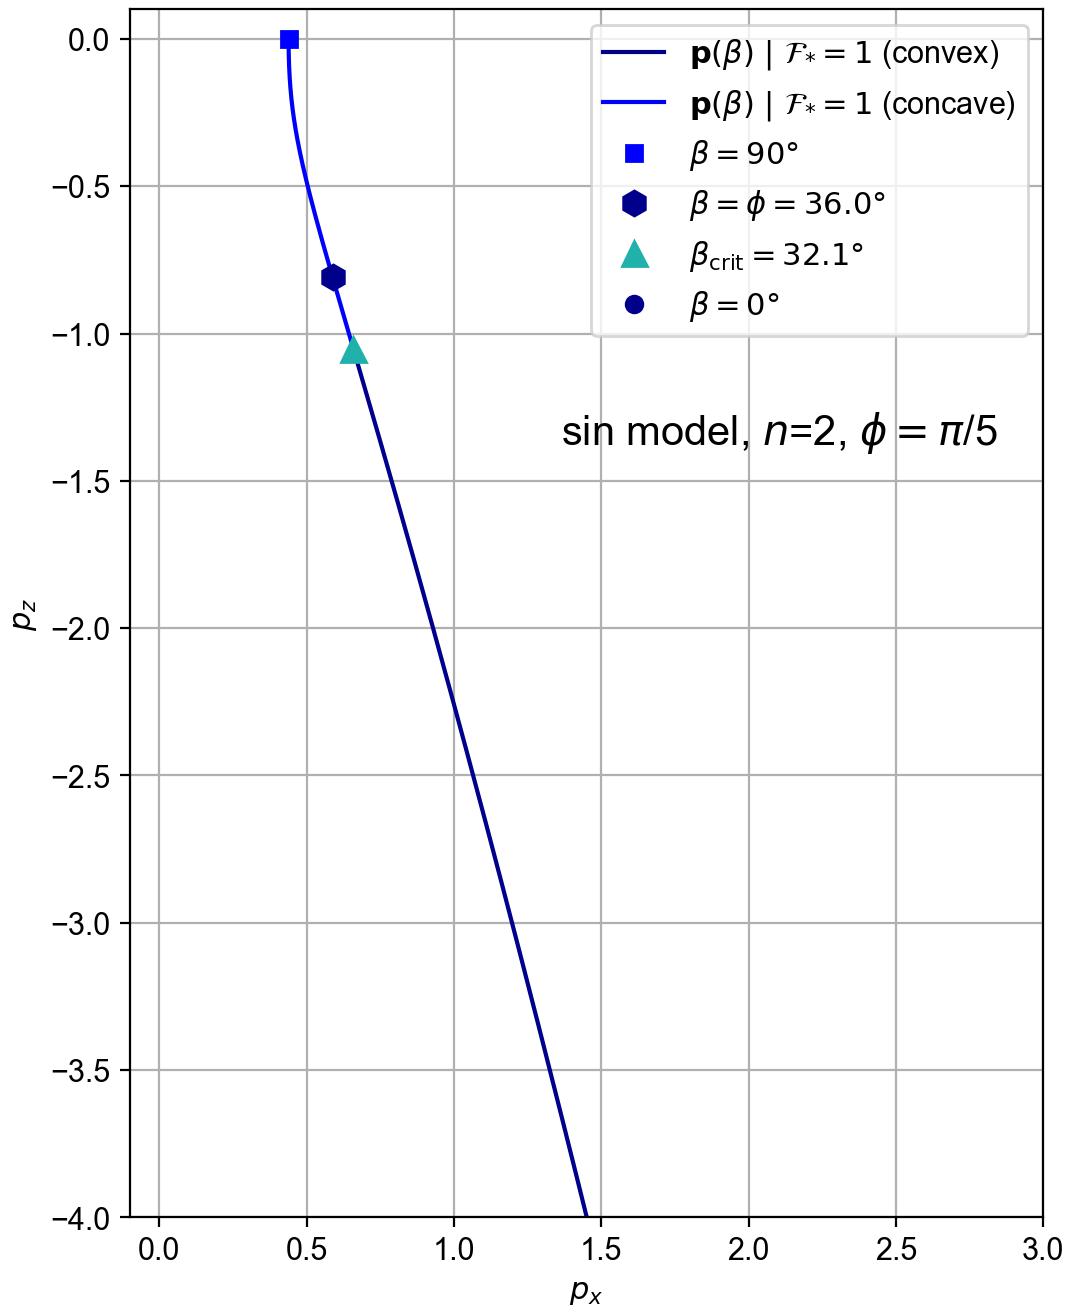 0.0
−0.5
−1.0
−1.5
−2.0
−2.5
−3.0
−3.5
−4.0
p_z
𝐩(β) | ℱ_* = 1 (convex)
𝐩(β) | ℱ_* = 1 (concave)
β = 90°
β = ϕ = 36.0°
β_crit = 32.1°
β = 0°
sin model, n=2, ϕ = π/5
0.0 0.5 1.0 1.5 2.0 2.5 3.0
p_x